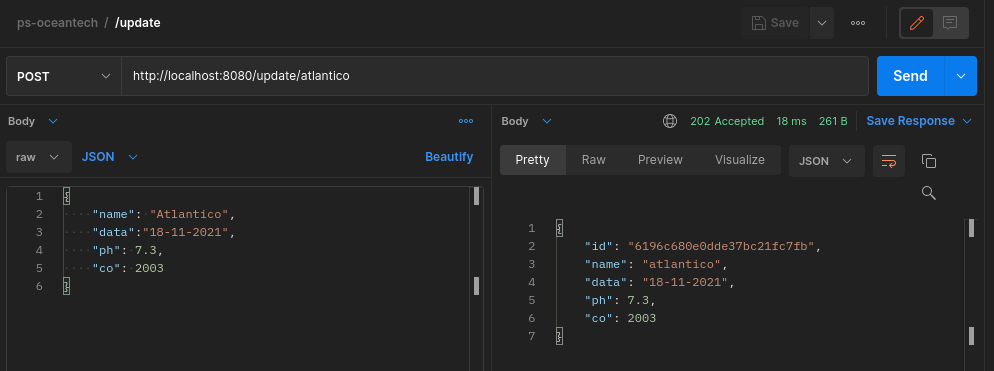 ps-oceantech / /update
Save
POST
http://localhost:8080/update/atlantico
Send
Body
raw
JSON
Beautify
1 {
2 "name": "Atlantico",
3 "data":"18-11-2021",
4 "ph": 7.3,
5 "co": 2003
6 }
Body
202 Accepted 18 ms 261 B
Save Response
Pretty Raw Preview Visualize
JSON
1 {
2 "id": "6196c680e0dde37bc21fc7fb",
3 "name": "atlantico",
4 "data": "18-11-2021",
5 "ph": 7.3,
6 "co": 2003
7 }